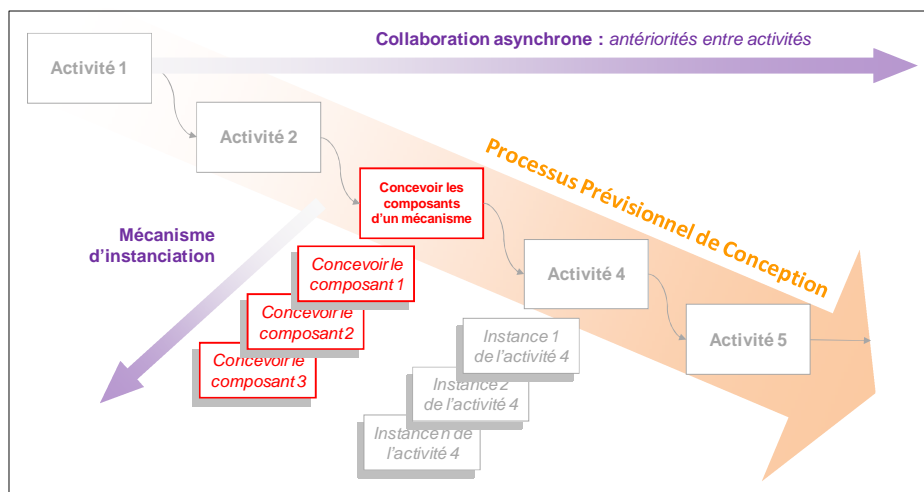 Collaboration asynchrone : antériorités entre activités
Activité 1
Activité 2
Processus Prévisionnel de Conception
Concevoir les
composants
d'un mécanisme
Mécanisme
d'instanciation
Concevoir le
composant 1
Activité 4
Concevoir le
composant 2
Instance 1
de l'activité 4
Activité 5
Concevoir le
composant 3
Instance 2
de l'activité 4
Instance n de
l'activité 4